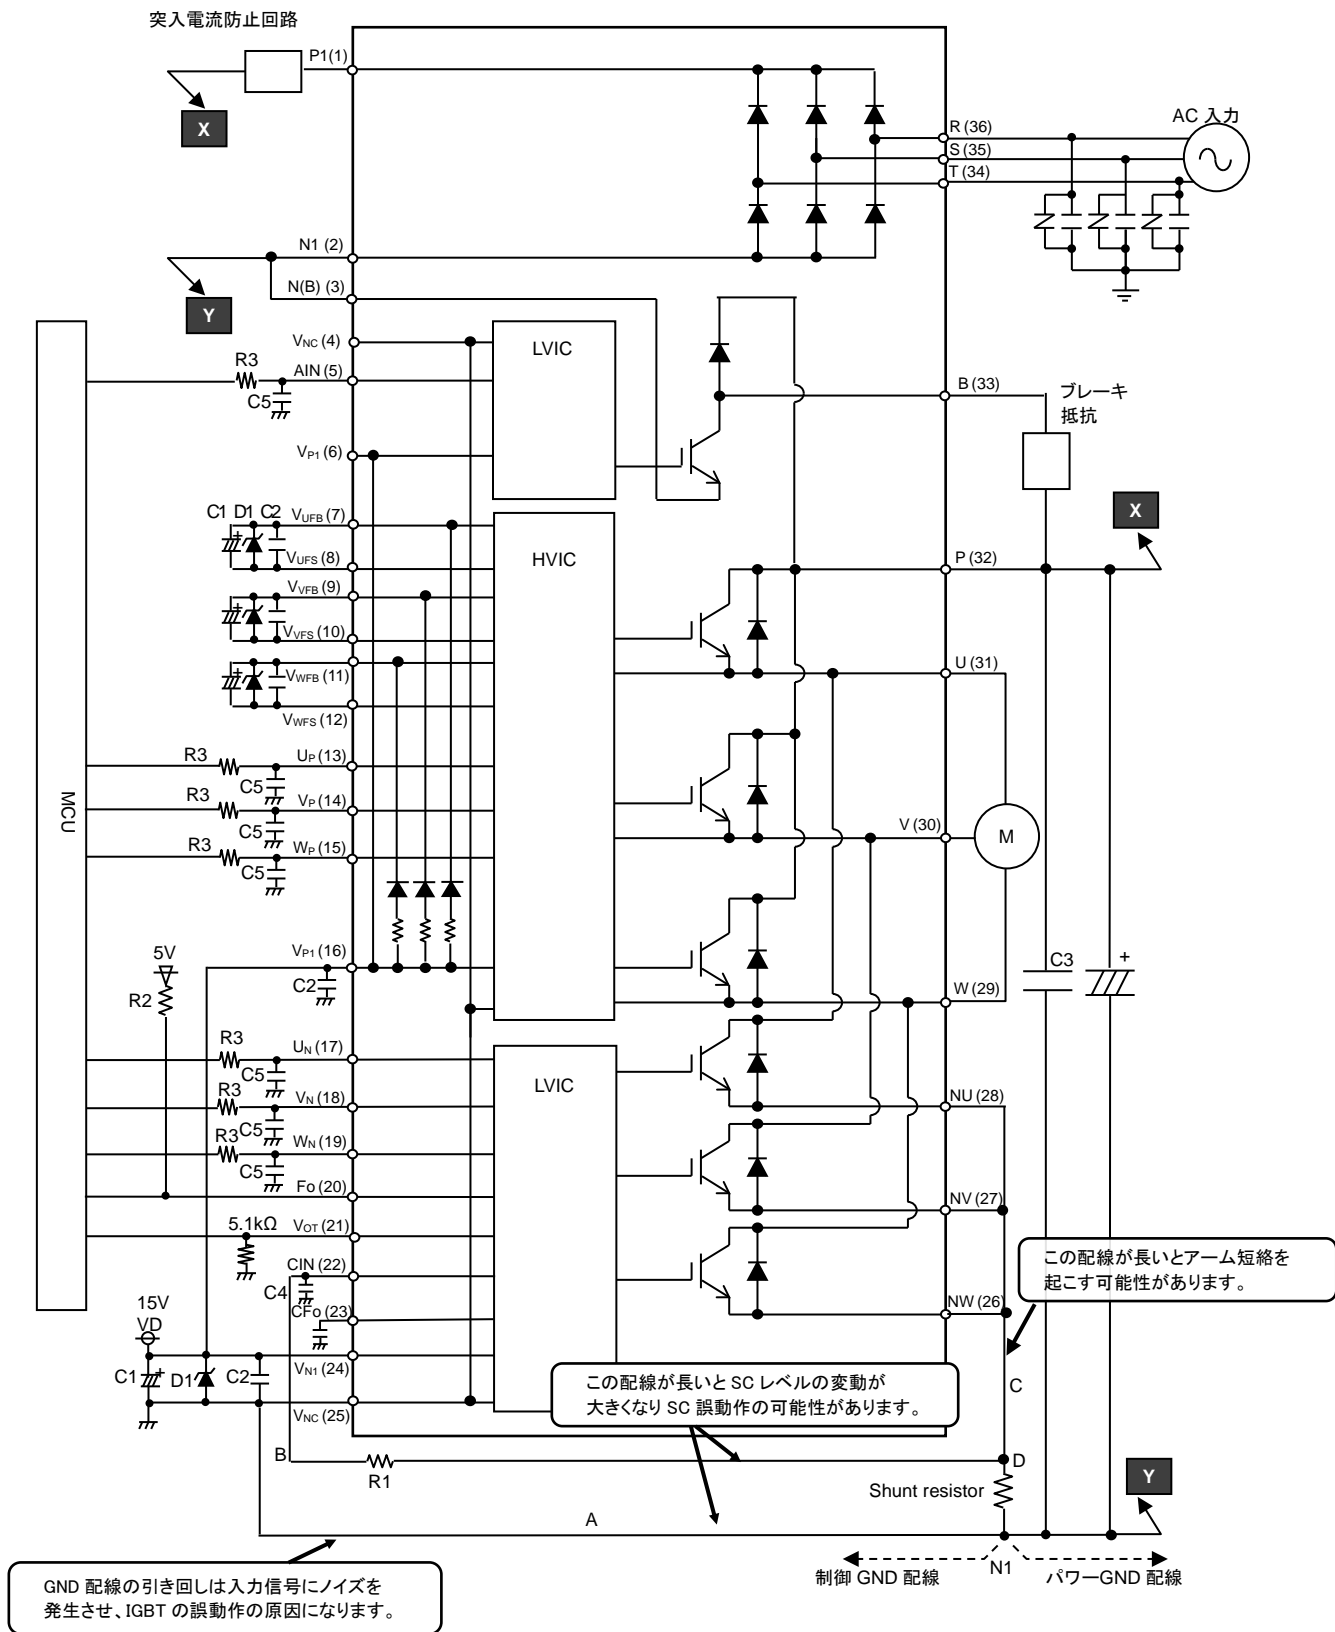 突入電流防止回路
P1(1)
X
AC 入力
R (36)
S (35)
T (34)
N1 (2)
N(B) (3)
Y
VNC (4)
LVIC
R3
AIN (5)
C5
B (33)
ブレーキ
抵抗
VP1 (6)
X
C1 D1 C2
VUFB (7)
HVIC
VUFS (8)
P (32)
VVFB (9)
VVFS (10)
U (31)
VWFB (11)
VWFS (12)
R3
UP (13)
C5
MCU
R3
VP (14)
C5
V (30)
M
R3
WP (15)
C5
5V
VP1 (16)
C2
C3
+
R2
W (29)
R3
UN (17)
C5
LVIC
R3
VN (18)
C5
NU (28)
R3
WN (19)
C5
Fo (20)
NV (27)
5.1kΩ
VOT (21)
CIN (22)
C4
この配線が長いとアーム短絡を
起こす可能性があります。
CFo (23)
NW (26)
15V
VD
VN1 (24)
C1
+
D1
C2
VNC (25)
この配線が長いと SC レベルの変動が
大きくなり SC 誤動作の可能性があります。
C
B
R1
D
Y
Shunt resistor
A
制御 GND 配線
N1
パワーGND 配線
GND 配線の引き回しは入力信号にノイズを
発生させ、IGBT の誤動作の原因になります。